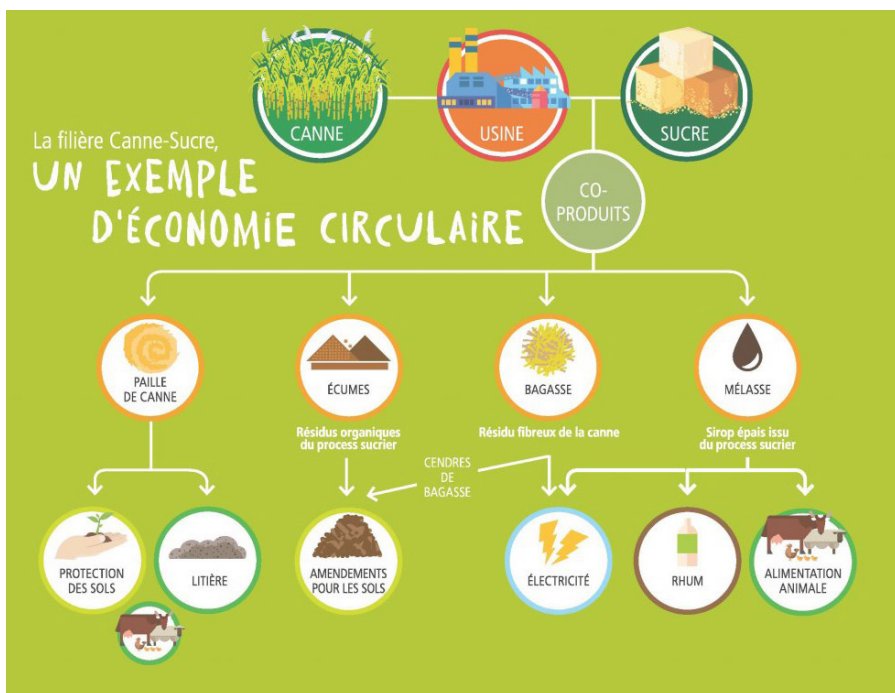 CANNE
USINE
SUCRE
La filière Canne-Sucre,
UN EXEMPLE
D'ÉCONOMIE CIRCULAIRE
CO-
PRODUITS
PAILLE
DE CANNE
ÉCUMES
BAGASSE
MÉLASSE
Résidus organiques
du process sucrier
Résidu fibreux de la canne
Sirop épais issu
du process sucrier
CENDRES
DE
BAGASSE
PROTECTION
DES SOLS
LITIÈRE
AMENDEMENTS
POUR LES SOLS
ÉLECTRICITÉ
RHUM
ALIMENTATION
ANIMALE